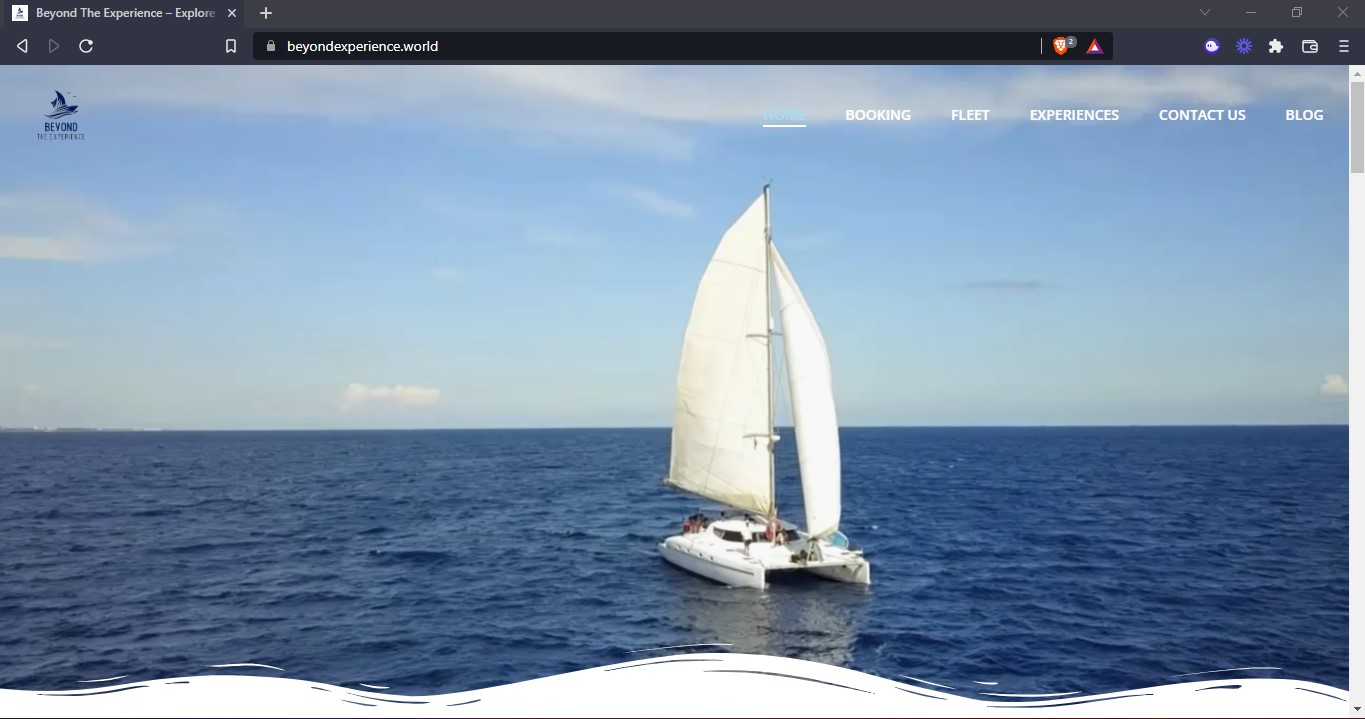 Beyond The Experience – Explore
beyondexperience.world
2
BEYOND
THE EXPERIENCE
HOME BOOKING FLEET EXPERIENCES CONTACT US BLOG